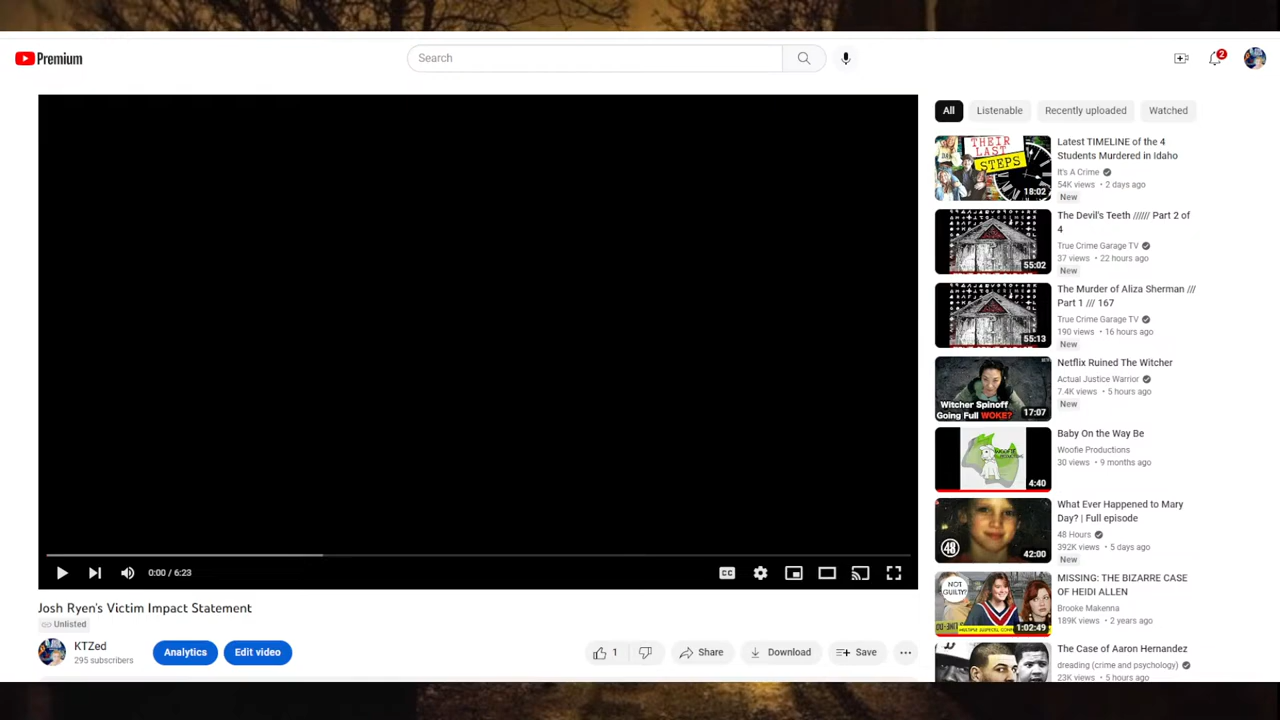 Premium
Search
2
All
Listenable
Recently uploaded
Watched
THEIR LAST
STEPS
18:02
Latest TIMELINE of the 4
Students Murdered in Idaho
It's A Crime
54K views • 2 days ago
New
55:02
The Devil's Teeth ////// Part 2 of
4
True Crime Garage TV
37 views • 22 hours ago
New
55:13
The Murder of Aliza Sherman ///
Part 1 /// 167
True Crime Garage TV
190 views • 16 hours ago
New
Witcher Spinoff
Going Full WOKE?
17:07
Netflix Ruined The Witcher
Actual Justice Warrior
7.4K views • 5 hours ago
New
4:40
Baby On the Way Be
Woofie Productions
30 views • 9 months ago
48
42:00
What Ever Happened to Mary
Day? | Full episode
48 Hours
392K views • 5 days ago
New
NOT
GUILTY?
1:02:49
MISSING: THE BIZARRE CASE
OF HEIDI ALLEN
Brooke Makenna
189K views • 2 years ago
The Case of Aaron Hernandez
dreading (crime and psychology)
23K views • 5 hours ago
0:00 / 6:23
CC
Josh Ryen's Victim Impact Statement
Unlisted
KTZed
295 subscribers
Analytics
Edit video
1
Share
Download
Save